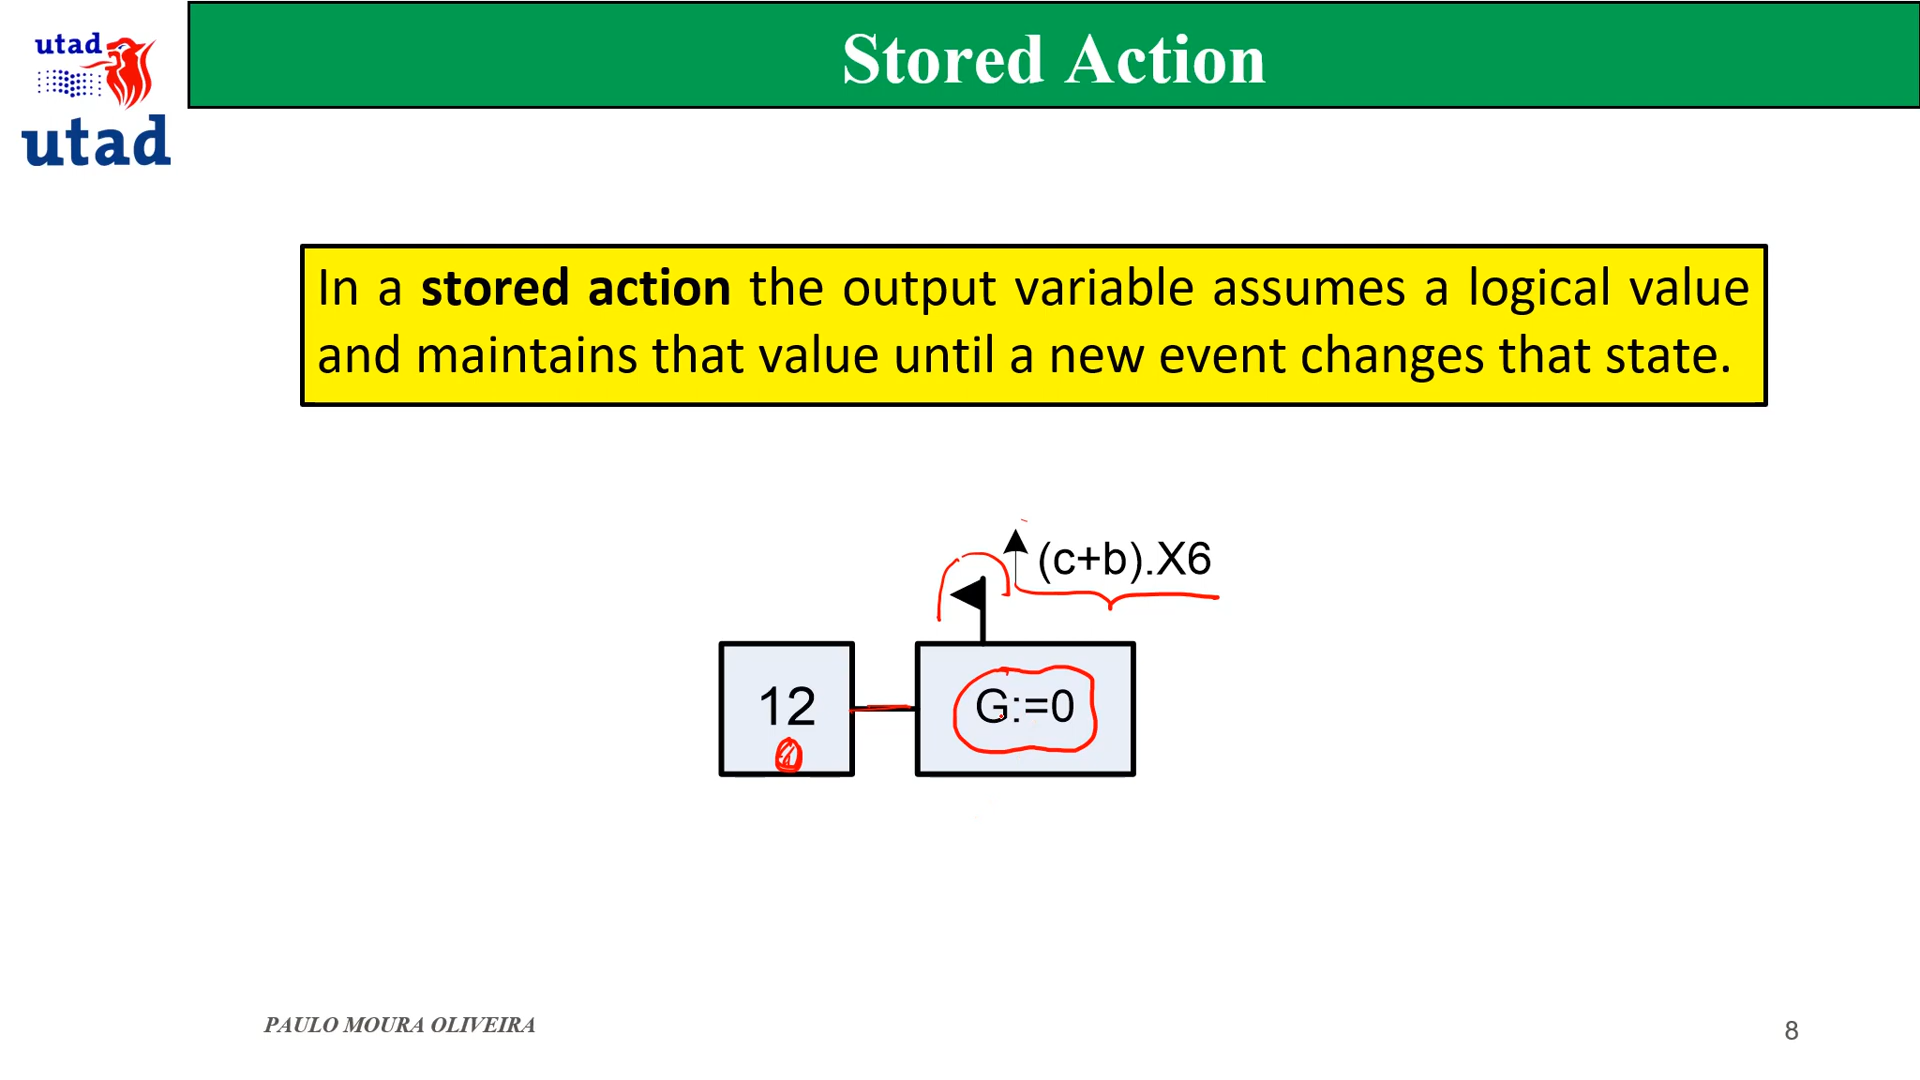 utad
utad
Stored Action
In a stored action the output variable assumes a logical value
and maintains that value until a new event changes that state.
(c+b).X6
12
G:=0
PAULO MOURA OLIVEIRA
8